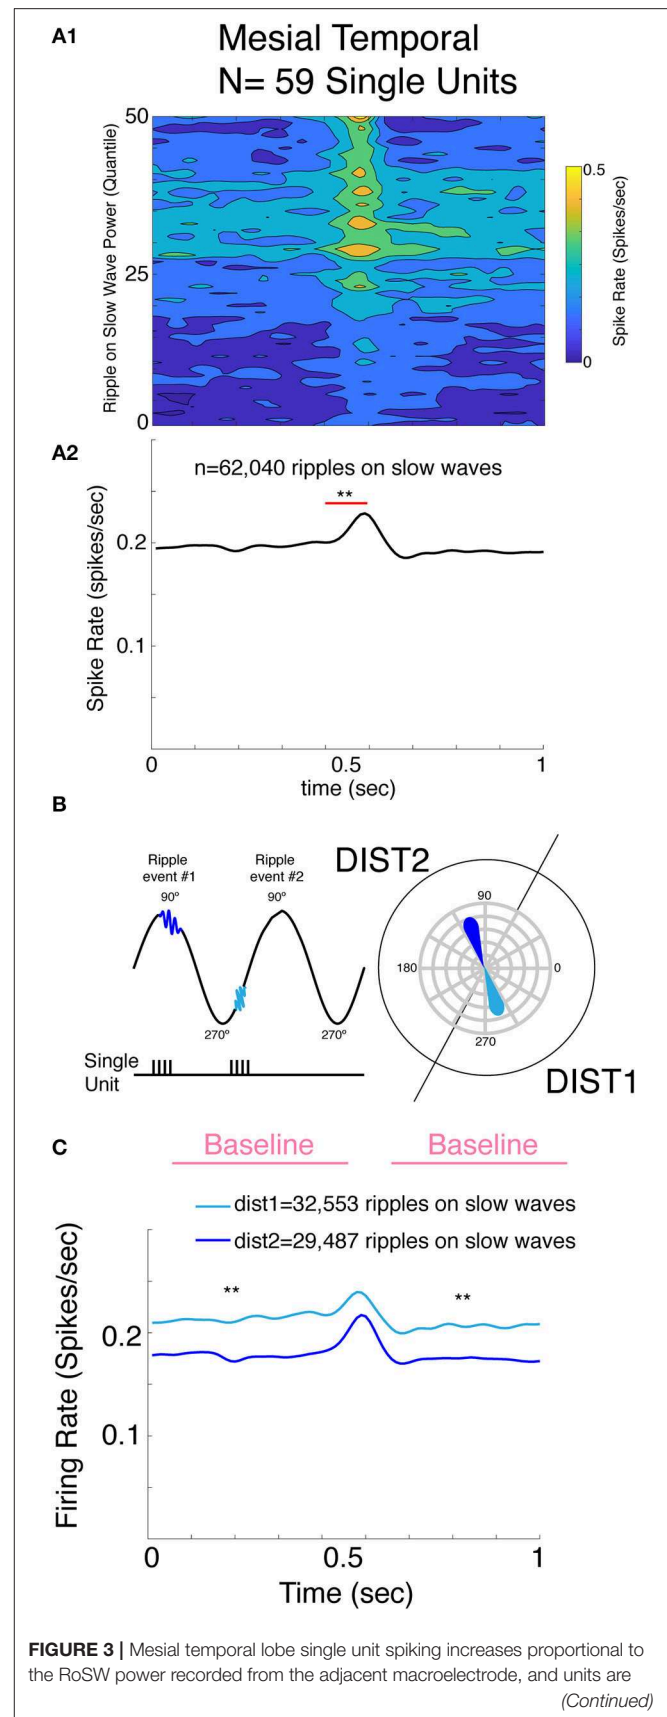 A1
Mesial Temporal
N= 59 Single Units
Ripple on Slow Wave Power (Quantile)
50
25
0
0.5
0
Spike Rate (Spikes/sec)
A2
n=62,040 ripples on slow waves
**
Spike Rate (spikes/sec)
0.2
0.1
0
0.5
1
time (sec)
B
Ripple
event #1
90º
Ripple
event #2
90º
270º
270º
Single
Unit
DIST2
90
180
0
270
DIST1
C
Baseline
Baseline
dist1=32,553 ripples on slow waves
dist2=29,487 ripples on slow waves
**
**
Firing Rate (Spikes/sec)
0.2
0.1
0
0.5
1
Time (sec)
FIGURE 3 | Mesial temporal lobe single unit spiking increases proportional to
the RoSW power recorded from the adjacent macroelectrode, and units are
(Continued)